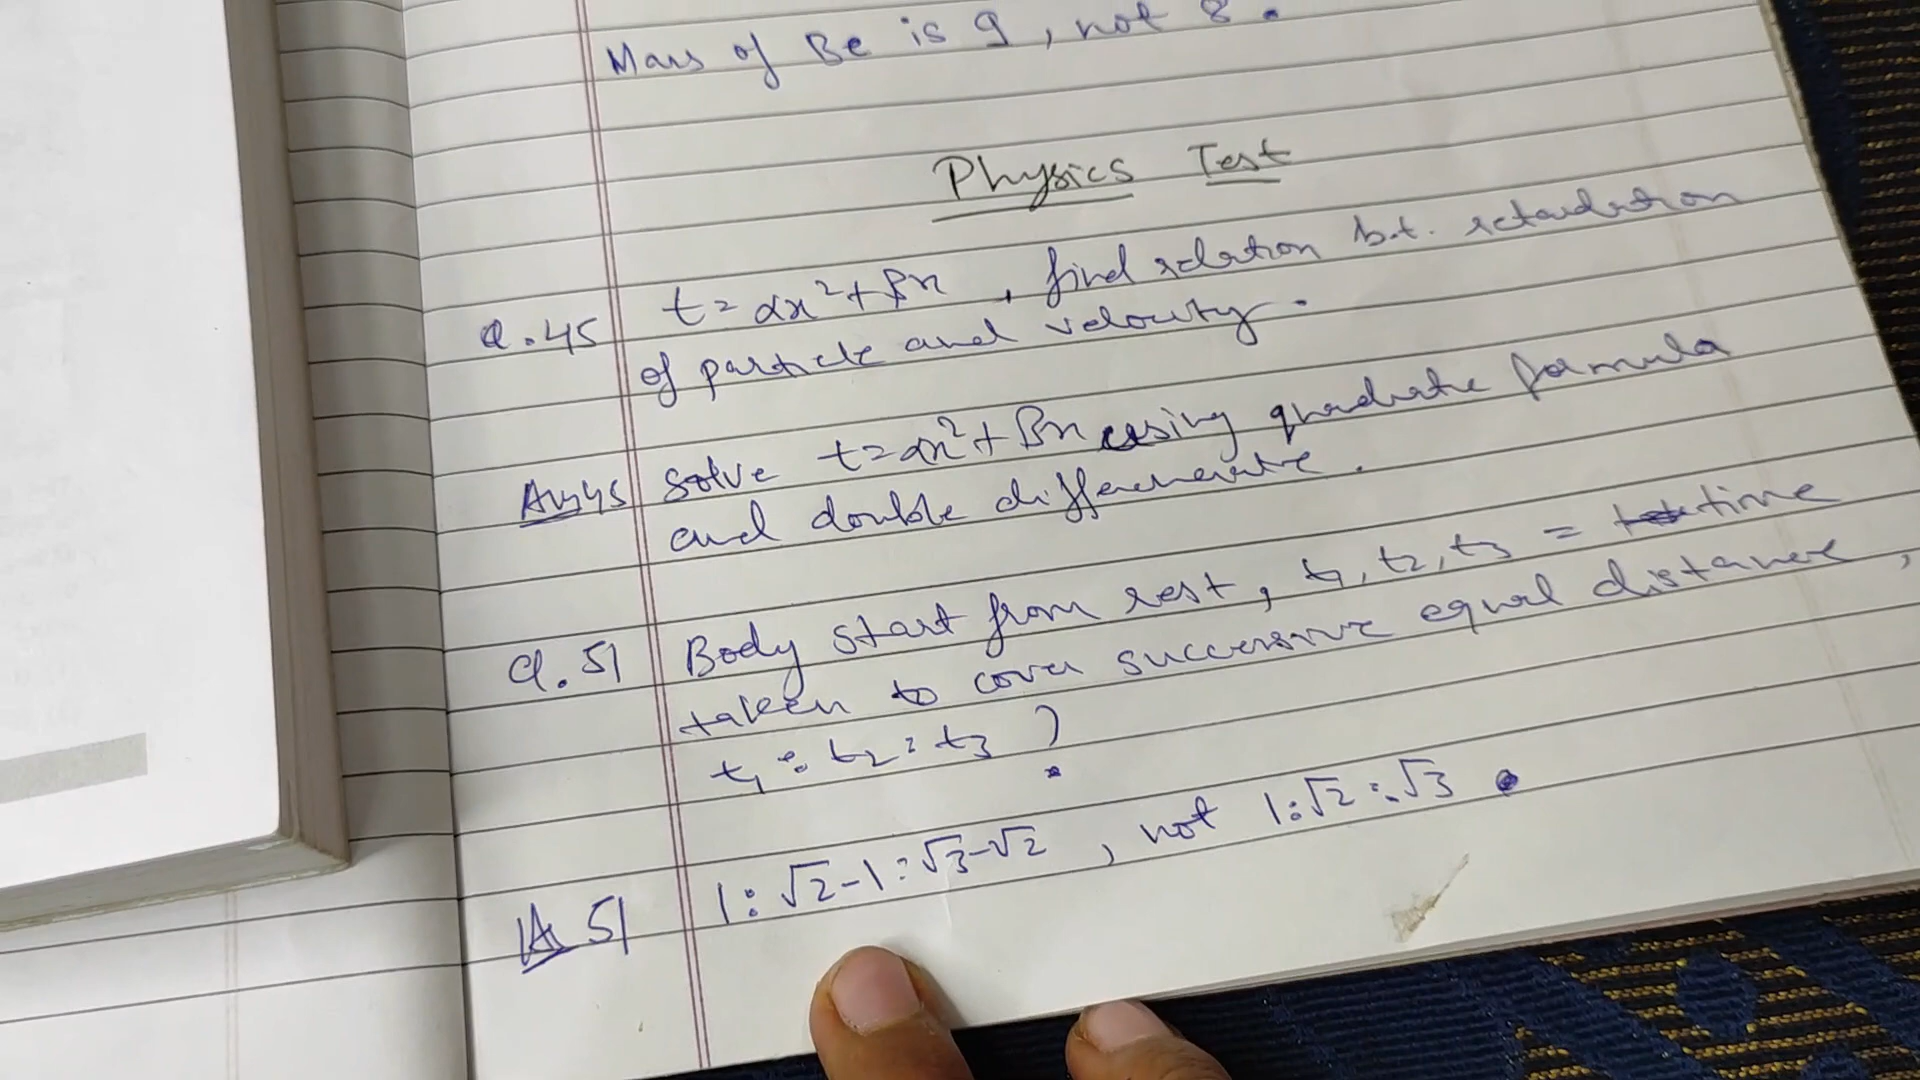 Mass of Be is 9, not 8.
Physics Test
Q.45 t = αx²+βx, find relation b.t. retardation
of particle and velocity.
Ans45 solve t=αx²+βx using quadratic formula
and double differentiate.
Q.51 Body start from rest, t₁, t₂, t₃ = time
taken to cover successive equal distance,
t₁:t₂:t₃ ?
A 51 1:√2-1:√3-√2, not 1:√2:√3.